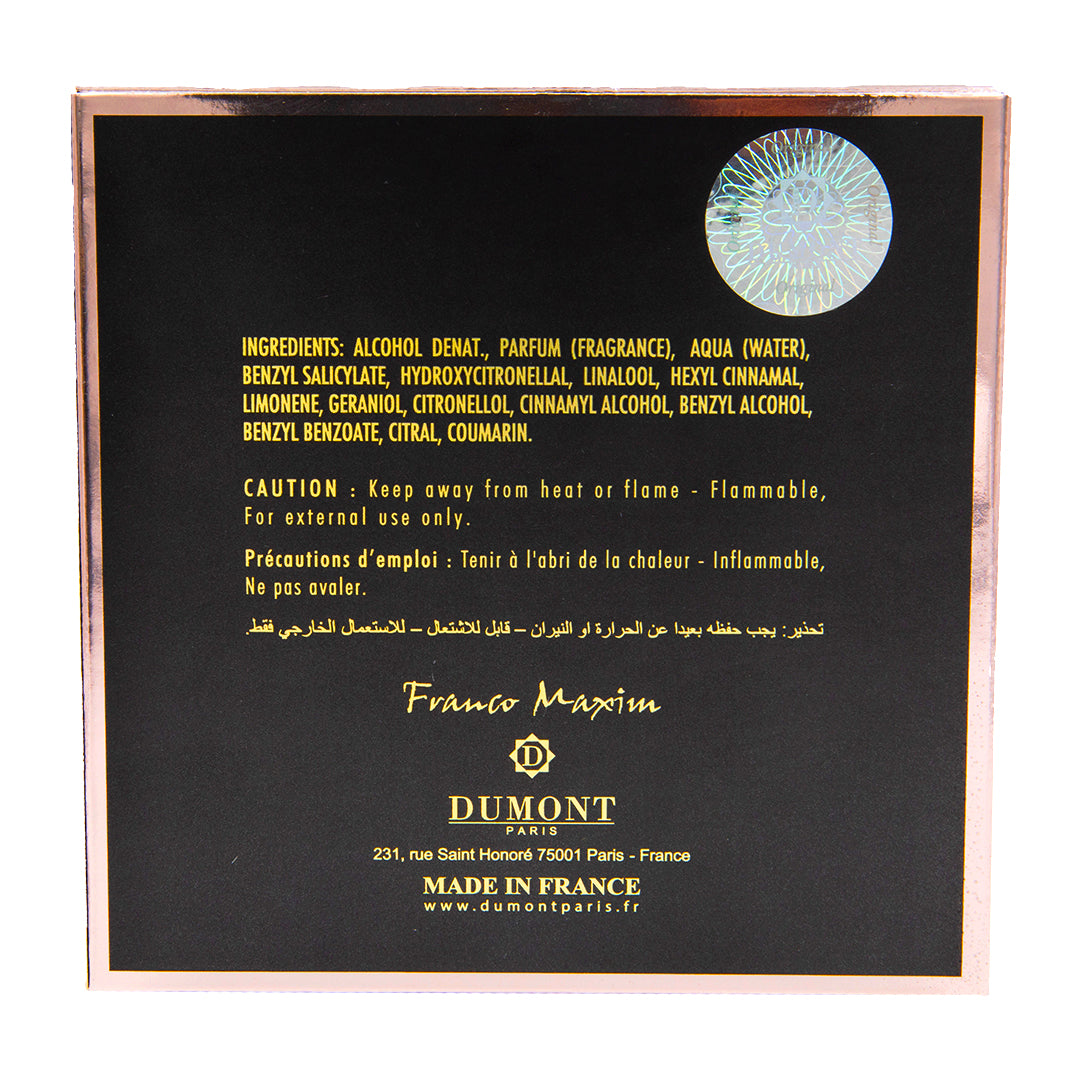 Original
Original
Original
Original
INGREDIENTS: ALCOHOL DENAT., PARFUM (FRAGRANCE), AQUA (WATER),
BENZYL SALICYLATE, HYDROXYCITRONELLAL, LINALOOL, HEXYL CINNAMAL,
LIMONENE, GERANIOL, CITRONELLOL, CINNAMYL ALCOHOL, BENZYL ALCOHOL,
BENZYL BENZOATE, CITRAL, COUMARIN.
CAUTION : Keep away from heat or flame - Flammable,
For external use only.
Précautions d’emploi : Tenir à l'abri de la chaleur - Inflammable,
Ne pas avaler.
تحذير: يجب حفظه بعيدا عن الحرارة او النيران – قابل للاشتعال – للاستعمال الخارجي فقط.
Franco Maxim
D
DUMONT
PARIS
231, rue Saint Honoré 75001 Paris - France
MADE IN FRANCE
www.dumontparis.fr